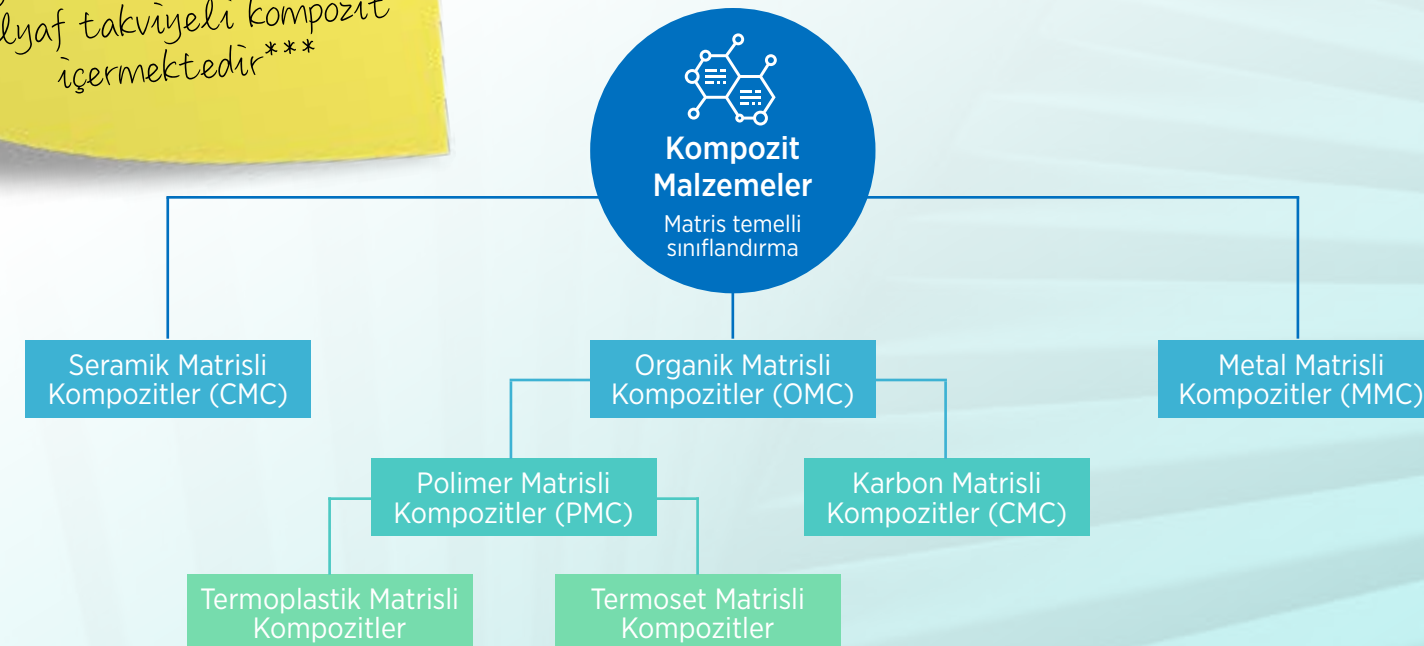 takviyeli kompozit
içermektedir***
Kompozit
Malzemeler
Matris temelli
sınıflandırma
Seramik Matrisli
Kompozitler (CMC)
Organik Matrisli
Kompozitler (OMC)
Metal Matrisli
Kompozitler (MMC)
Polimer Matrisli
Kompozitler (PMC)
Karbon Matrisli
Kompozitler (CMC)
Termoplastik Matrisli
Kompozitler
Termoset Matrisli
Kompozitler